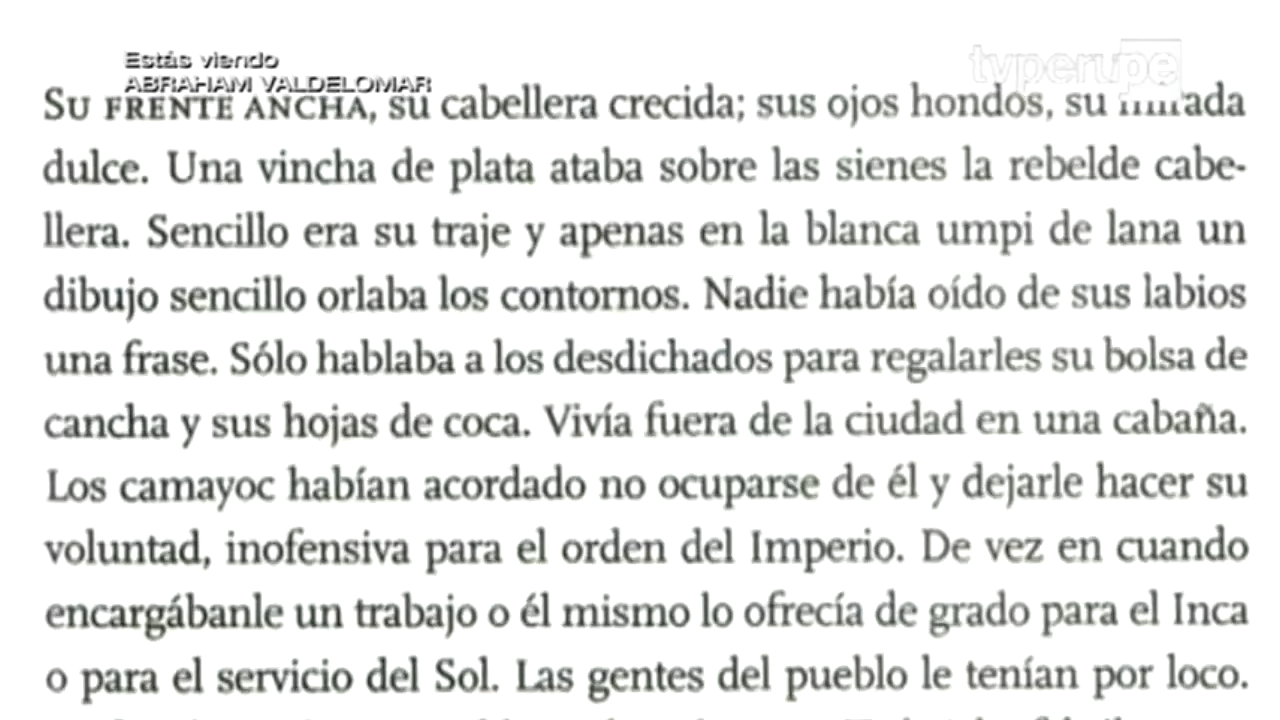 Estás viendo
ABRAHAM VALDELOMAR
tvperupe
SU FRENTE ANCHA, su cabellera crecida; sus ojos hondos, su mirada
dulce. Una vincha de plata ataba sobre las sienes la rebelde cabe-
llera. Sencillo era su traje y apenas en la blanca umpi de lana un
dibujo sencillo orlaba los contornos. Nadie había oído de sus labios
una frase. Sólo hablaba a los desdichados para regalarles su bolsa de
cancha y sus hojas de coca. Vivía fuera de la ciudad en una cabaña.
Los camayoc habían acordado no ocuparse de él y dejarle hacer su
voluntad, inofensiva para el orden del Imperio. De vez en cuando
encargábanle un trabajo o él mismo lo ofrecía de grado para el Inca
o para el servicio del Sol. Las gentes del pueblo le tenían por loco.